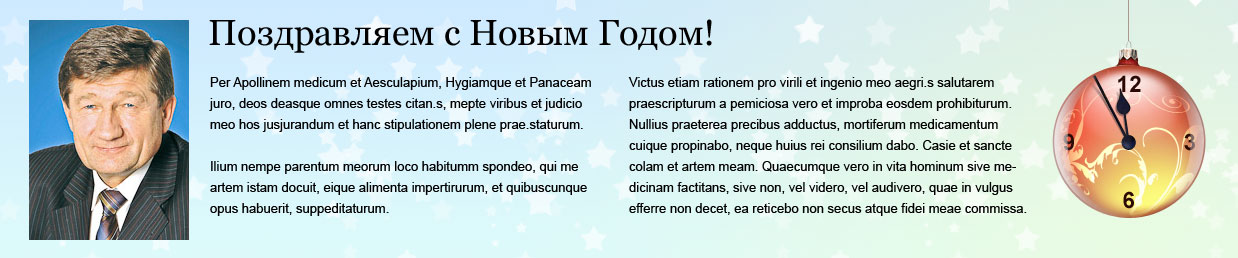 Поздравляем с Новым Годом!
Per Apollinem medicum et Aesculapium, Hygiamque et Panaceam
juro, deos deasque omnes testes citan.s, mepte viribus et judicio
meo hos jusjurandum et hanc stipulationem plene prae.staturum.
Ilium nempe parentum meorum loco habitumm spondeo, qui me
artem istam docuit, eique alimenta impertirurum, et quibuscunque
opus habuerit, suppeditaturum.
Victus etiam rationem pro virili et ingenio meo aegri.s salutarem
praescripturum a pemiciosa vero et improba eosdem prohibiturum.
Nullius praeterea precibus adductus, mortiferum medicamentum
cuique propinabo, neque huius rei consilium dabo. Casie et sancte
colam et artem meam. Quaecumque vero in vita hominum sive me-
dicinam factitans, sive non, vel videro, vel audivero, quae in vulgus
efferre non decet, ea reticebo non secus atque fidei meae commissa.
12
9 3
6